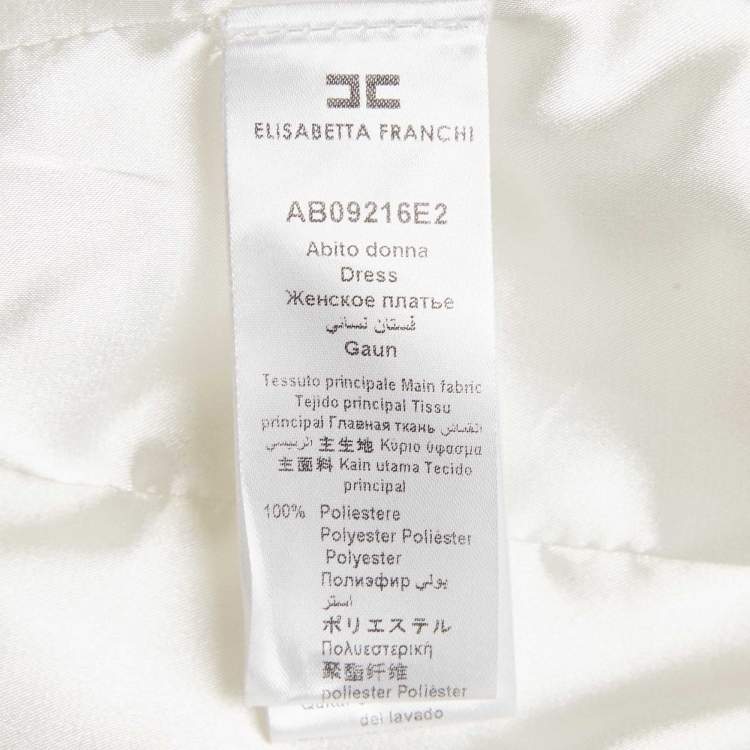 ELISABETTA FRANCHI
AB09216E2
Abito donna
Dress
Женское платье
فستان نسائي
Gaun
Tessuto principale Main fabric
Tejido principal Tissu
principal Главная ткань القماش
الرئيسي 主生地 Κύριο ύφασμα
主面料 Kain utama Tecido
principal
100% Poliestere
Polyester Poliéster
Polyester
Полиэфир بولي
استر
ポリエステル
Πολυεστερική
聚酯纤维
poliester Poliéster
del lavado